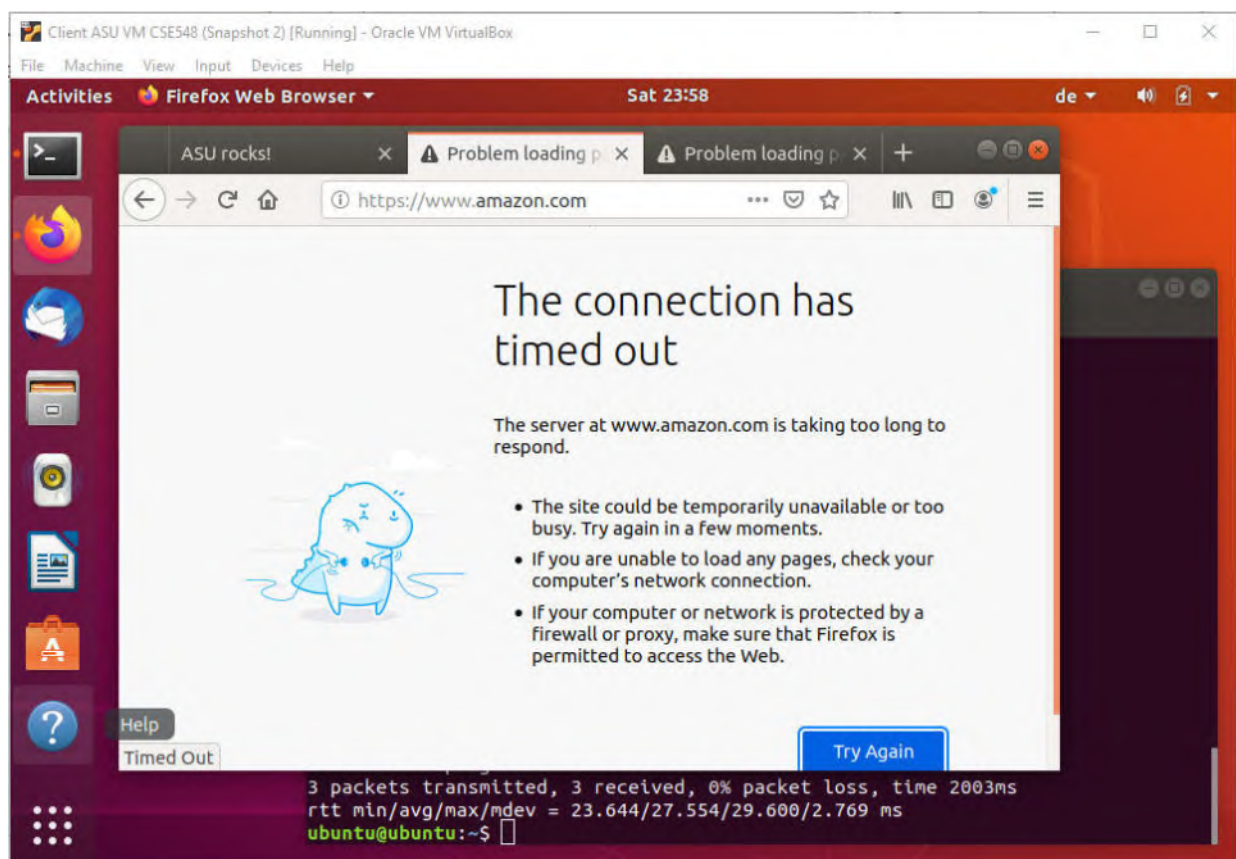 Client ASU VM CSE548 (Snapshot 2) [Running] - Oracle VM VirtualBox
File Machine View Input Devices Help
Activities Firefox Web Browser Sat 23:58 de
ASU rocks! Problem loading p Problem loading p
https://www.amazon.com
The connection has
timed out
The server at www.amazon.com is taking too long to
respond.
• The site could be temporarily unavailable or too
busy. Try again in a few moments.
• If you are unable to load any pages, check your
computer's network connection.
• If your computer or network is protected by a
firewall or proxy, make sure that Firefox is
permitted to access the Web.
Help
Timed Out
Try Again
3 packets transmitted, 3 received, 0% packet loss, time 2003ms
rtt min/avg/max/mdev = 23.644/27.554/29.600/2.769 ms
ubuntu@ubuntu:~$